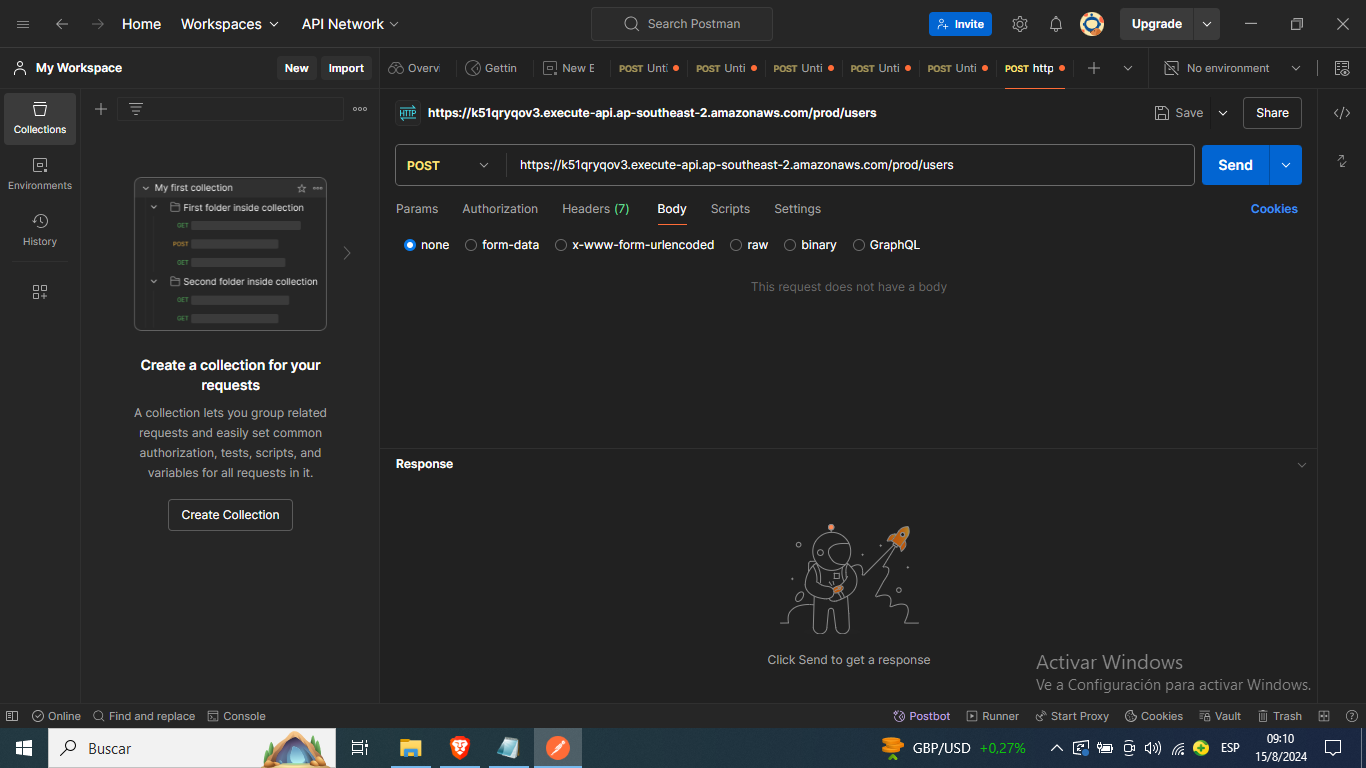 Home Workspaces API Network Search Postman Invite Upgrade
My Workspace New Import Overvi Gettin New E POST Unti POST Unti POST Unti POST Unti POST Unti POST http No environment
Collections
Environments
History
My first collection
First folder inside collection
GET
POST
GET
Second folder inside collection
GET
GET
Create a collection for your
requests
A collection lets you group related
requests and easily set common
authorization, tests, scripts, and
variables for all requests in it.
Create Collection
HTTP https://k51qryqov3.execute-api.ap-southeast-2.amazonaws.com/prod/users Save Share
POST https://k51qryqov3.execute-api.ap-southeast-2.amazonaws.com/prod/users Send
Params Authorization Headers (7) Body Scripts Settings Cookies
none form-data x-www-form-urlencoded raw binary GraphQL
This request does not have a body
Response
Click Send to get a response
Activar Windows
Ve a Configuración para activar Windows.
Online Find and replace Console Postbot Runner Start Proxy Cookies Vault Trash
Buscar GBP/USD +0,27% ESP 09:10
15/8/2024